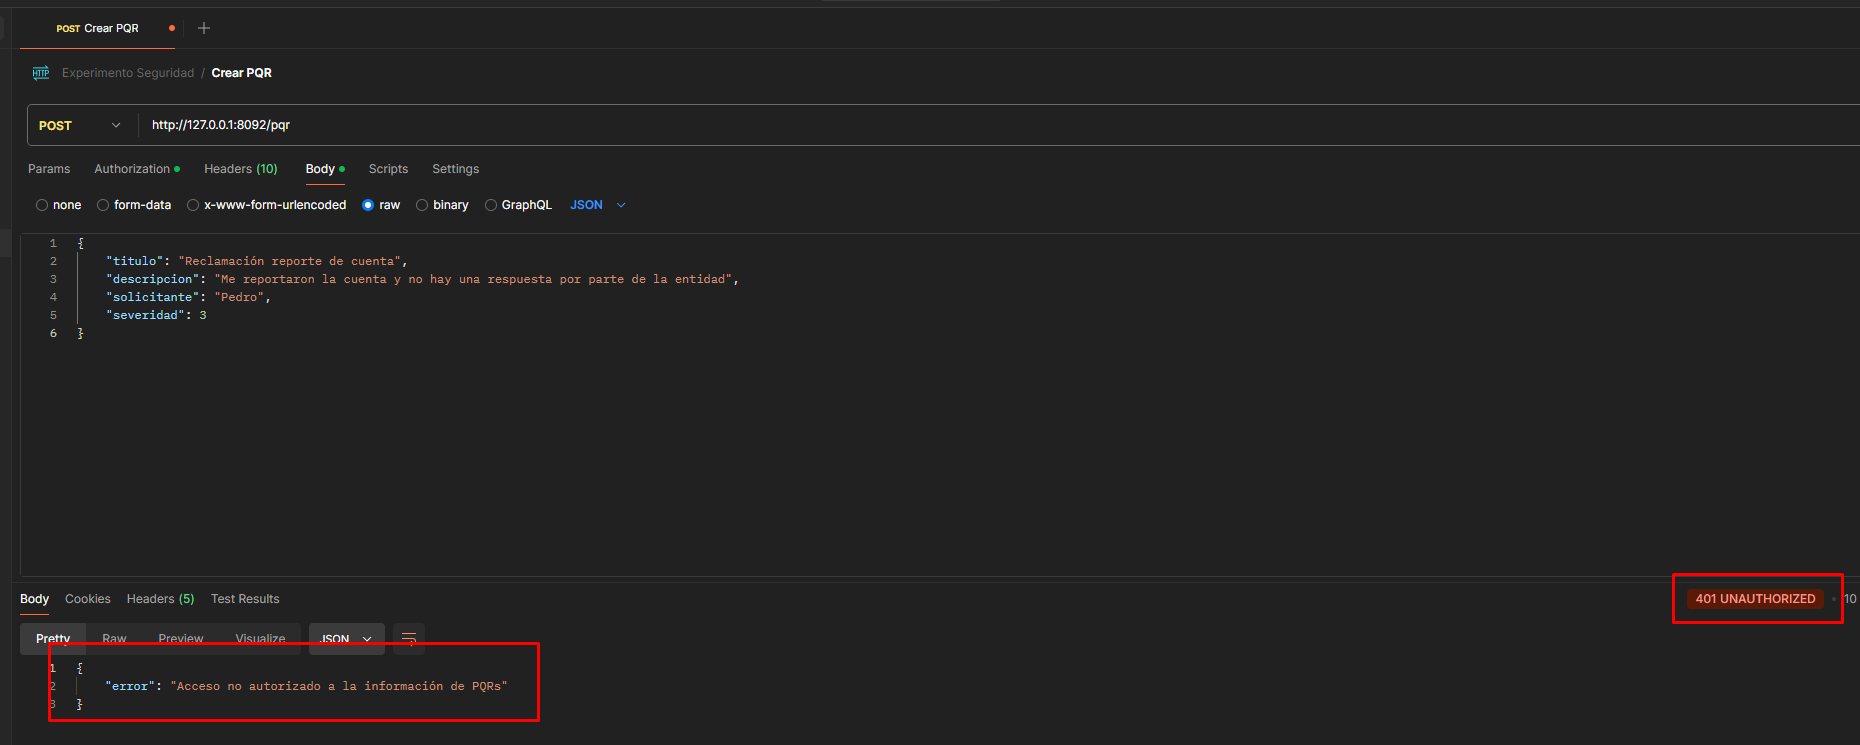 POST Crear PQR
HTTP Experimento Seguridad / Crear PQR
POST http://127.0.0.1:8092/pqr
Params Authorization Headers (10) Body Scripts Settings
none form-data x-www-form-urlencoded raw binary GraphQL JSON
1 {
2 "titulo": "Reclamación reporte de cuenta",
3 "descripcion": "Me reportaron la cuenta y no hay una respuesta por parte de la entidad",
4 "solicitante": "Pedro",
5 "severidad": 3
6 }
Body Cookies Headers (5) Test Results 401 UNAUTHORIZED 10
Pretty Raw Preview Visualize JSON
1 {
2 "error": "Acceso no autorizado a la información de PQRs"
3 }